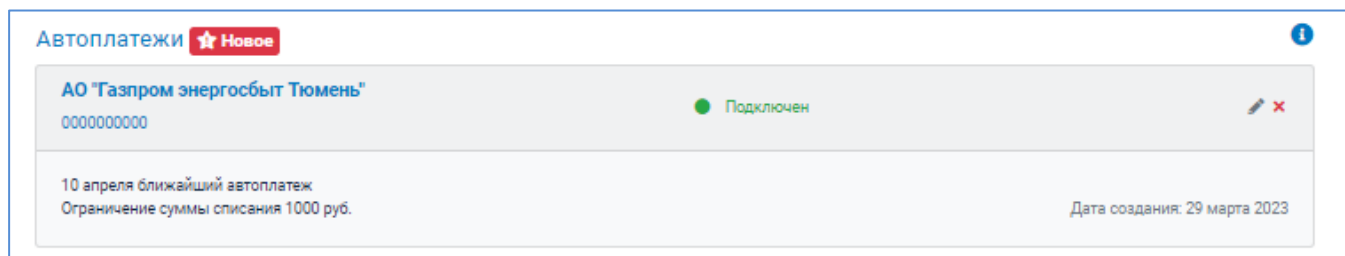 Автоплатежи Новое
АО "Газпром энергосбыт Тюмень"
0000000000
Подключен
10 апреля ближайший автоплатеж
Ограничение суммы списания 1000 руб.
Дата создания: 29 марта 2023